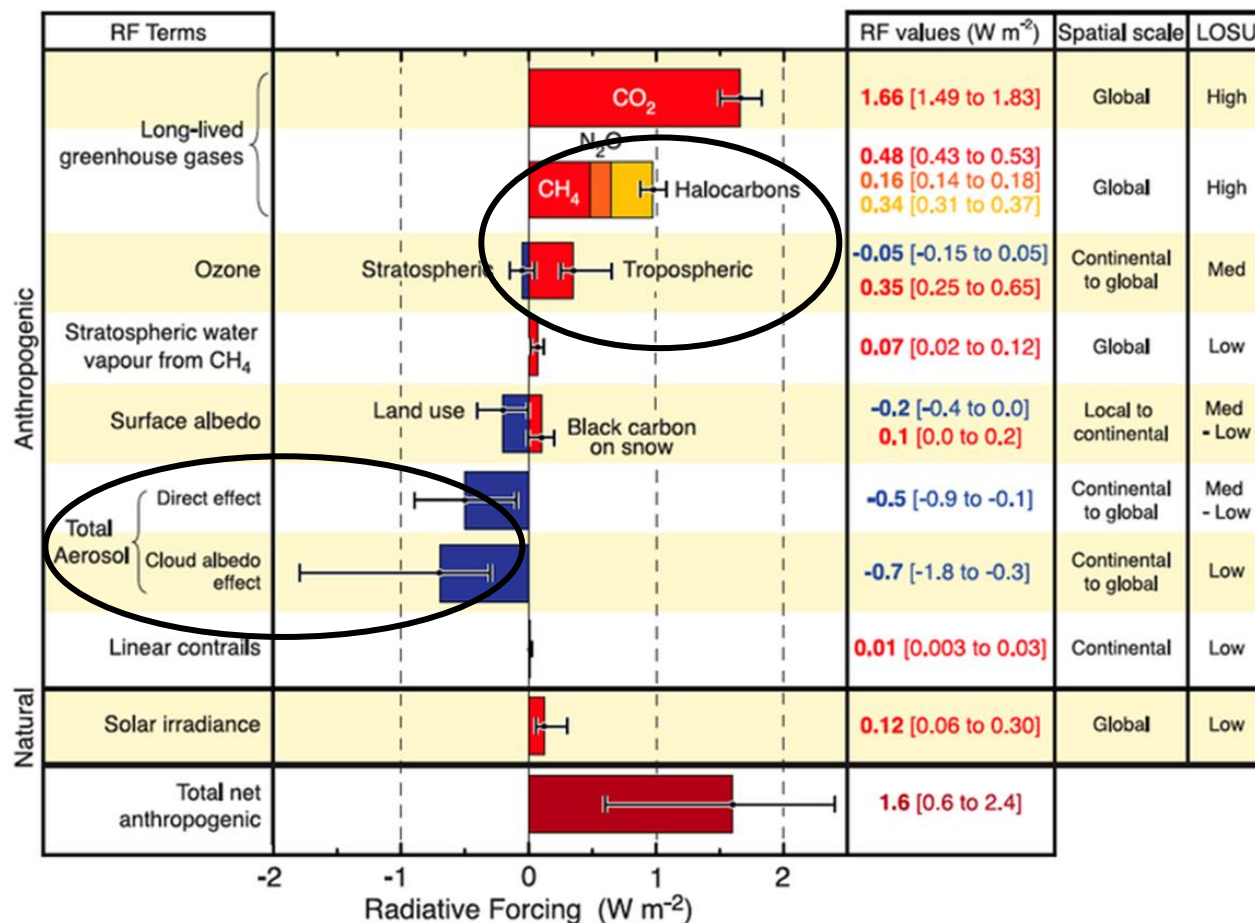 RF Terms
RF values (W m⁻²)
Spatial scale
LOSU
Anthropogenic
Natural
Long-lived
greenhouse gases
CO₂
1.66 [1.49 to 1.83]
Global
High
N₂O
CH₄
Halocarbons
0.48 [0.43 to 0.53]
0.16 [0.14 to 0.18]
0.34 [0.31 to 0.37]
Global
High
Ozone
Stratospheric
Tropospheric
-0.05 [-0.15 to 0.05]
0.35 [0.25 to 0.65]
Continental
to global
Med
Stratospheric water
vapour from CH₄
0.07 [0.02 to 0.12]
Global
Low
Surface albedo
Land use
Black carbon
on snow
-0.2 [-0.4 to 0.0]
0.1 [0.0 to 0.2]
Local to
continental
Med
- Low
Total
Aerosol
Direct effect
-0.5 [-0.9 to -0.1]
Continental
to global
Med
- Low
Cloud albedo
effect
-0.7 [-1.8 to -0.3]
Continental
to global
Low
Linear contrails
0.01 [0.003 to 0.03]
Continental
Low
Solar irradiance
0.12 [0.06 to 0.30]
Global
Low
Total net
anthropogenic
1.6 [0.6 to 2.4]
-2 -1 0 1 2
Radiative Forcing (W m⁻²)